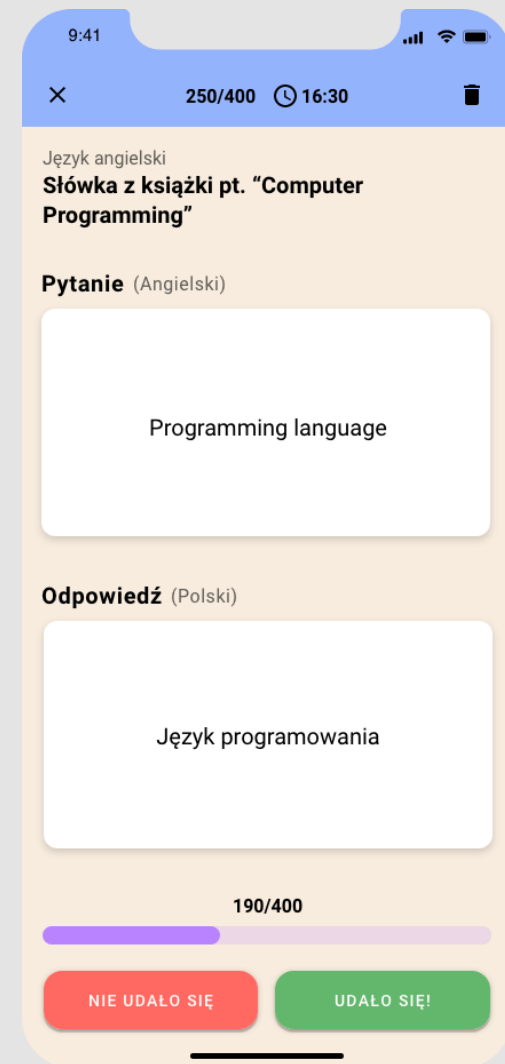 9:41
250/400 16:30
Język angielski
Słówka z książki pt. “Computer
Programming”
Pytanie (Angielski)
Programming language
Odpowiedź (Polski)
Język programowania
190/400
NIE UDAŁO SIĘ UDAŁO SIĘ!